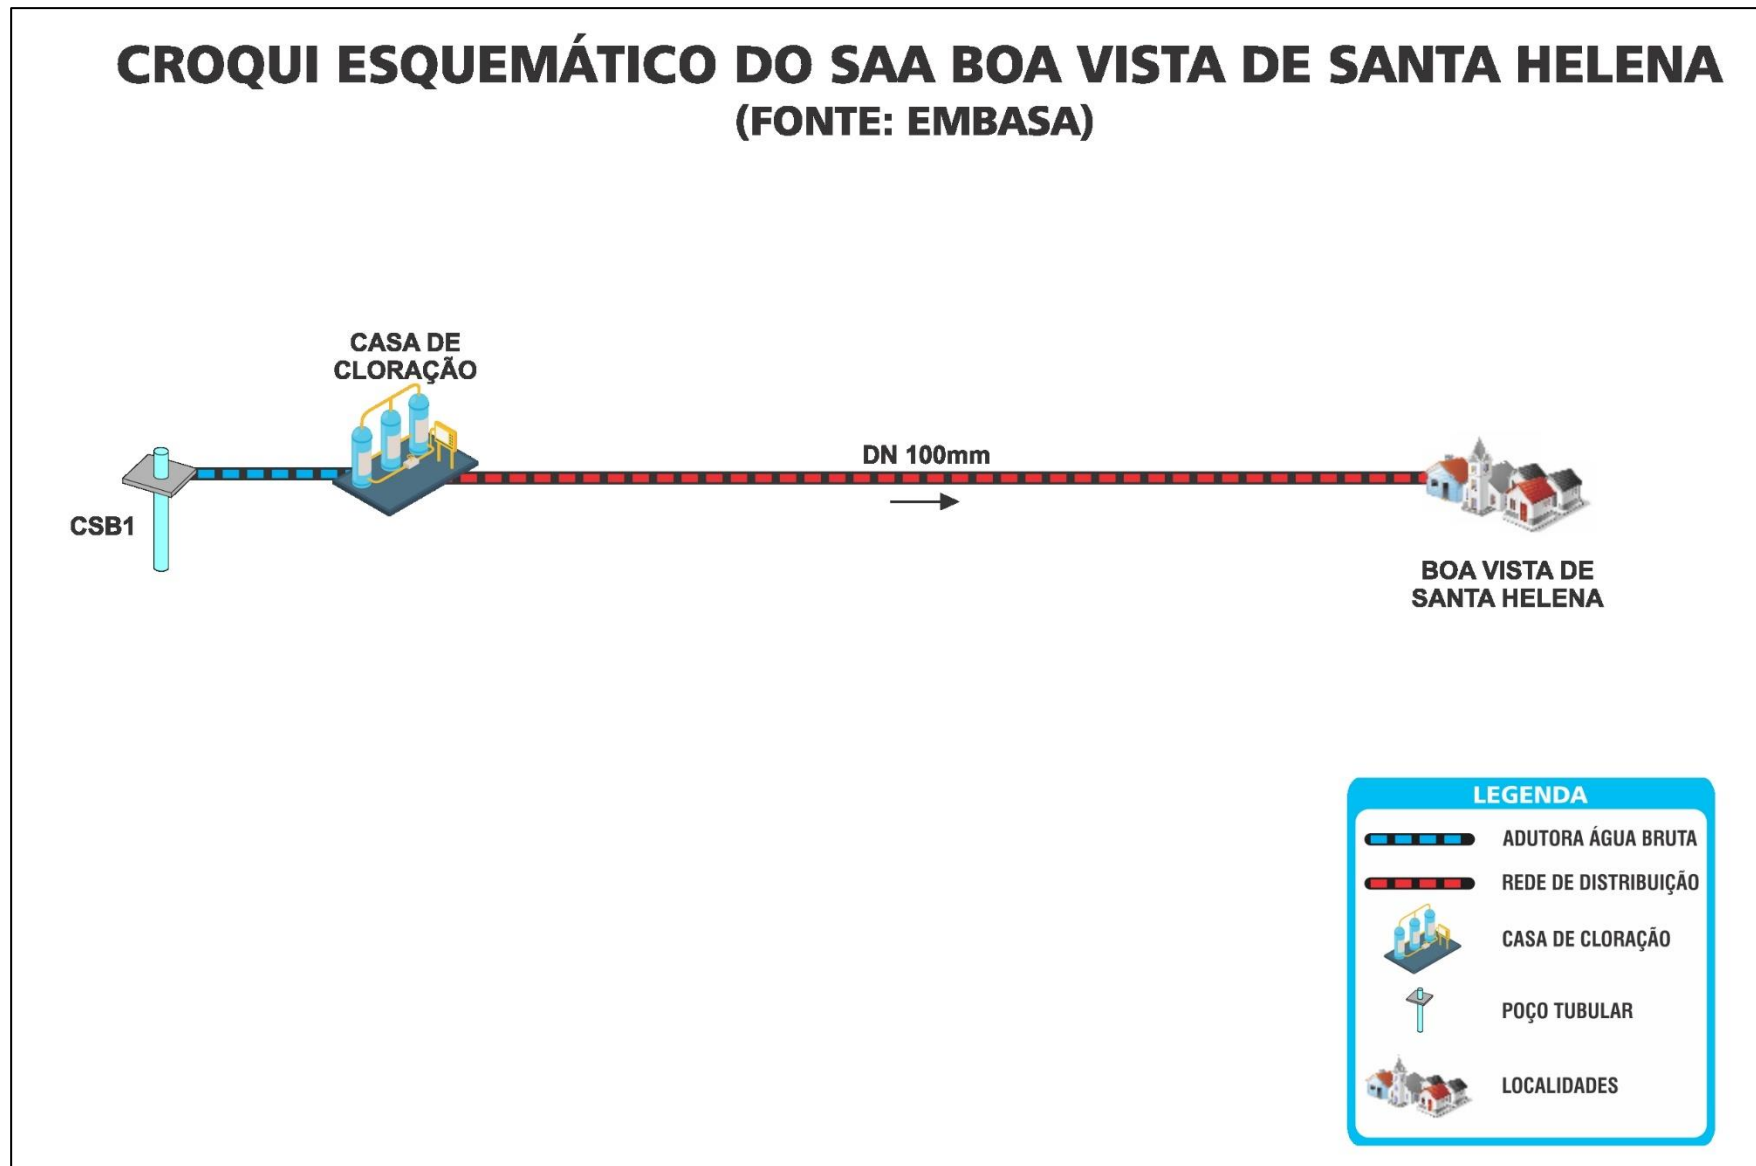 CROQUI ESQUEMÁTICO DO SAA BOA VISTA DE SANTA HELENA
(FONTE: EMBASA)
CASA DE
CLORAÇÃO
DN 100mm
CSB1
BOA VISTA DE
SANTA HELENA
LEGENDA
ADUTORA ÁGUA BRUTA
REDE DE DISTRIBUIÇÃO
CASA DE CLORAÇÃO
POÇO TUBULAR
LOCALIDADES